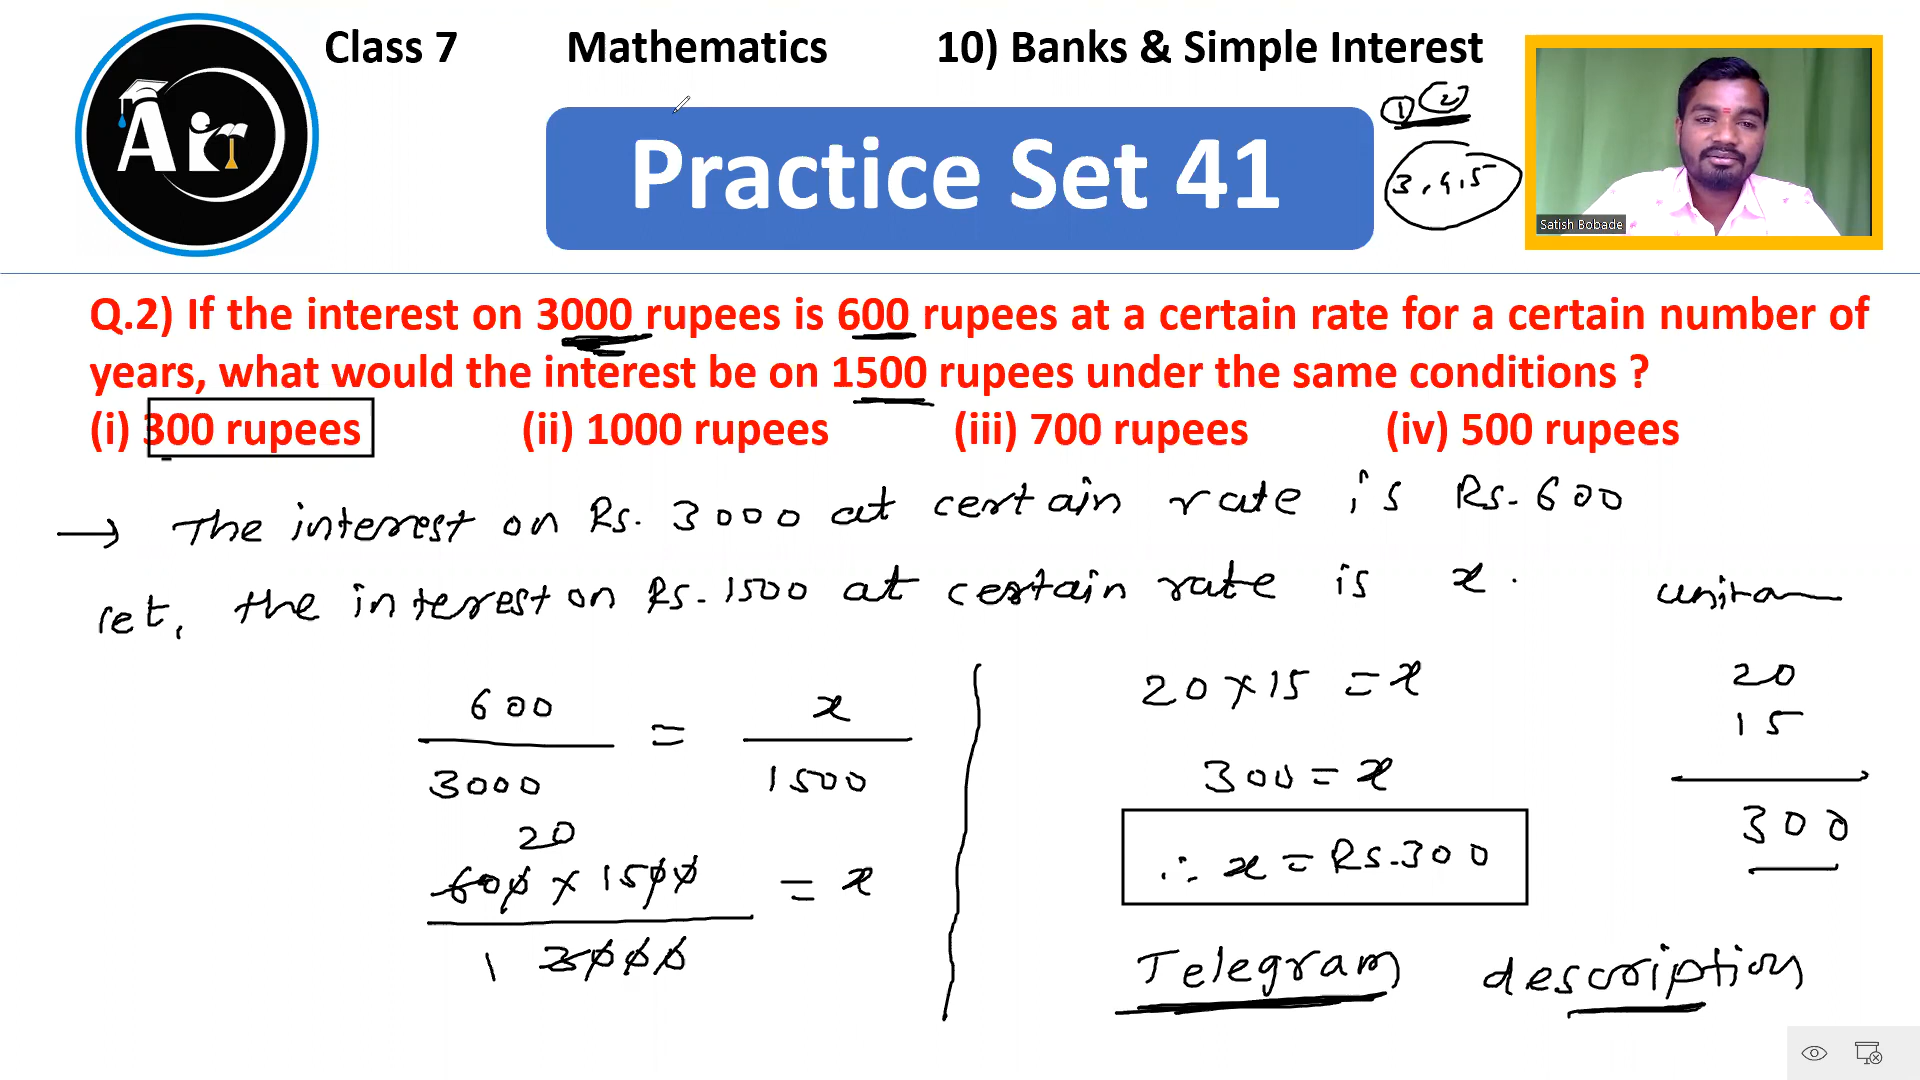 Class 7 Mathematics 10) Banks & Simple Interest
Air
Practice Set 41
1 2
3, 4, 5
Satish Bobade
Q.2) If the interest on 3000 rupees is 600 rupees at a certain rate for a certain number of
years, what would the interest be on 1500 rupees under the same conditions ?
(i) 300 rupees (ii) 1000 rupees (iii) 700 rupees (iv) 500 rupees
→ The interest on Rs. 3000 at certain rate is Rs. 600
Let, the interest on Rs. 1500 at certain rate is x.
600 / 3000 = x / 1500
20
600 x 1500 = x
1 3000
20 x 15 = x
300 = x
∴ x = Rs. 300
20
15
300
Telegram description